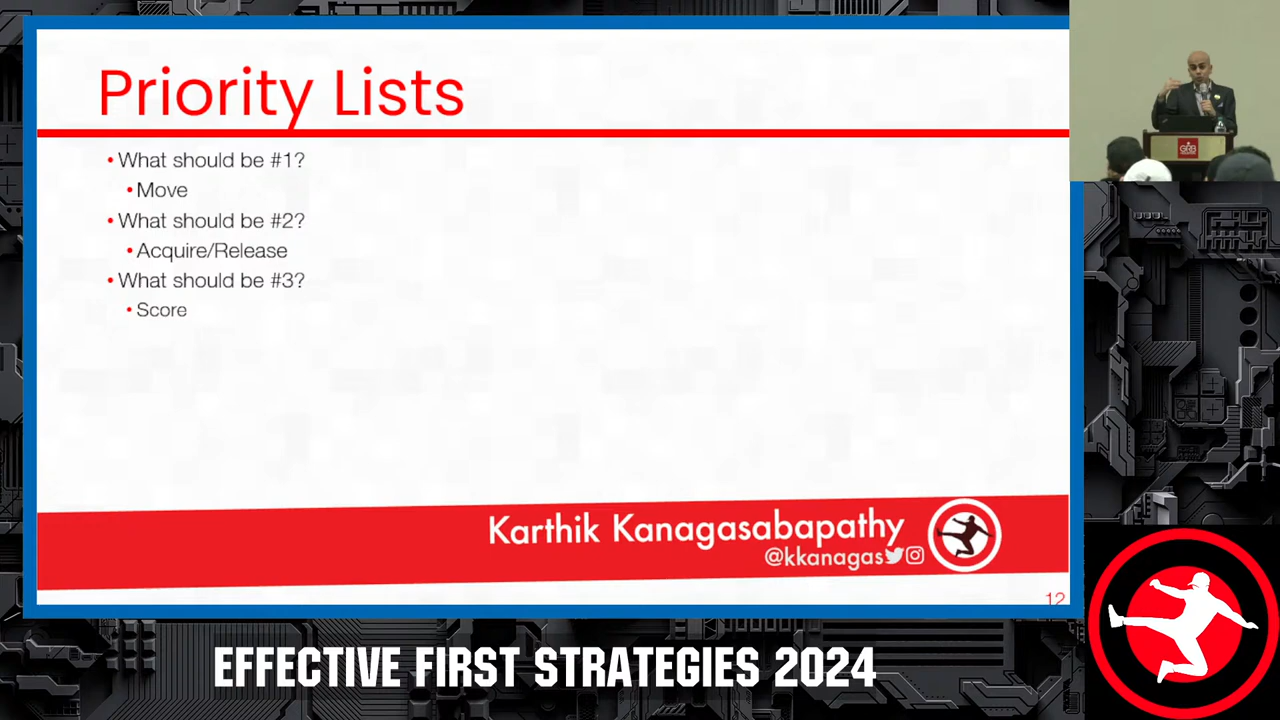 Priority Lists
• What should be #1?
• Move
• What should be #2?
• Acquire/Release
• What should be #3?
• Score
Karthik Kanagasabapathy
@kkanagas
12
GRB
EFFECTIVE FIRST STRATEGIES 2024